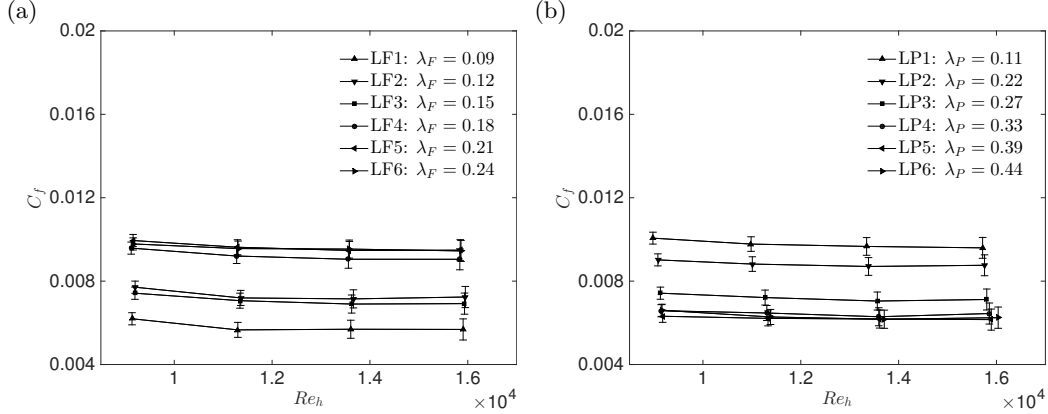 (a)
0.02
0.016
0.012
0.008
0.004
C_f
1
1.2
1.4
1.6
Re_h
×10^4
LF1: λ_F = 0.09
LF2: λ_F = 0.12
LF3: λ_F = 0.15
LF4: λ_F = 0.18
LF5: λ_F = 0.21
LF6: λ_F = 0.24
(b)
0.02
0.016
0.012
0.008
0.004
C_f
1
1.2
1.4
1.6
Re_h
×10^4
LP1: λ_P = 0.11
LP2: λ_P = 0.22
LP3: λ_P = 0.27
LP4: λ_P = 0.33
LP5: λ_P = 0.39
LP6: λ_P = 0.44